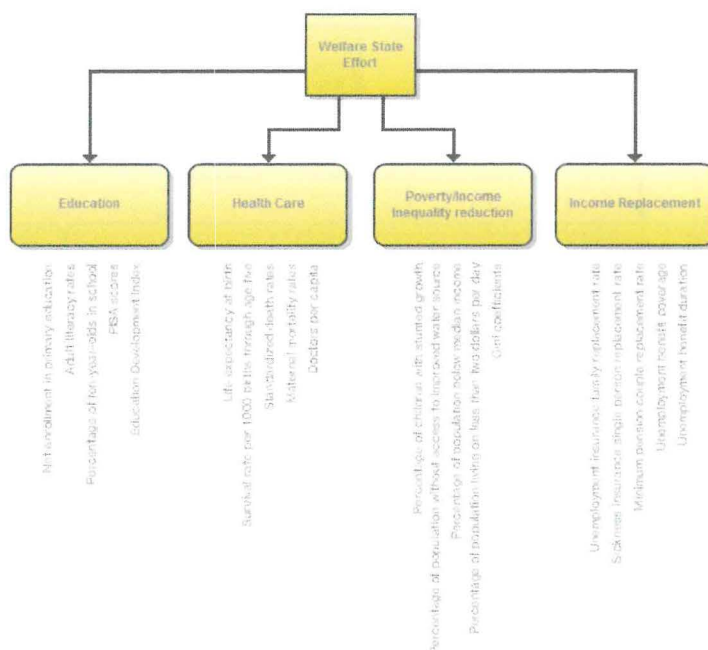 Welfare State
Effort
Education
Health Care
Poverty/Income
Inequality reduction
Income Replacement
Net enrollment in primary education
Adult literacy rates
Percentage of ten-year-olds in school
PISA scores
Education Development Index
Life expectancy at birth
Survival rate per 1000 births through age five
Standardized death rates
Maternal mortality rates
Doctors per capita
Percentage of children with stunted growth
Percentage of population without access to improved water source
Percentage of population below median income
Percentage of population living on less than two dollars per day
Gini coefficients
Unemployment insurance family replacement rate
Sickness insurance single person replacement rate
Minimum pension couple replacement rate
Unemployment benefit coverage
Unemployment benefit duration